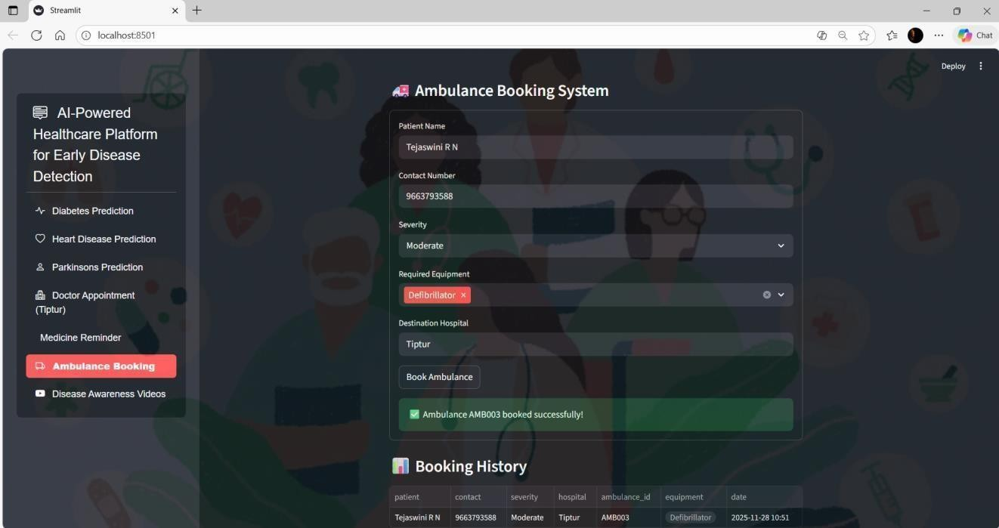 Streamlit
localhost:8501
Chat
Deploy
AI-Powered
Healthcare Platform
for Early Disease
Detection
Diabetes Prediction
Heart Disease Prediction
Parkinsons Prediction
Doctor Appointment
(Tiptur)
Medicine Reminder
Ambulance Booking
Disease Awareness Videos
Ambulance Booking System
Patient Name
Tejaswini R N
Contact Number
9663793588
Severity
Moderate
Required Equipment
Defibrillator
Destination Hospital
Tiptur
Book Ambulance
Ambulance AMB003 booked successfully!
Booking History
patient contact severity hospital ambulance_id equipment date
Tejaswini R N 9663793588 Moderate Tiptur AMB003 Defibrillator 2025-11-28 10:51